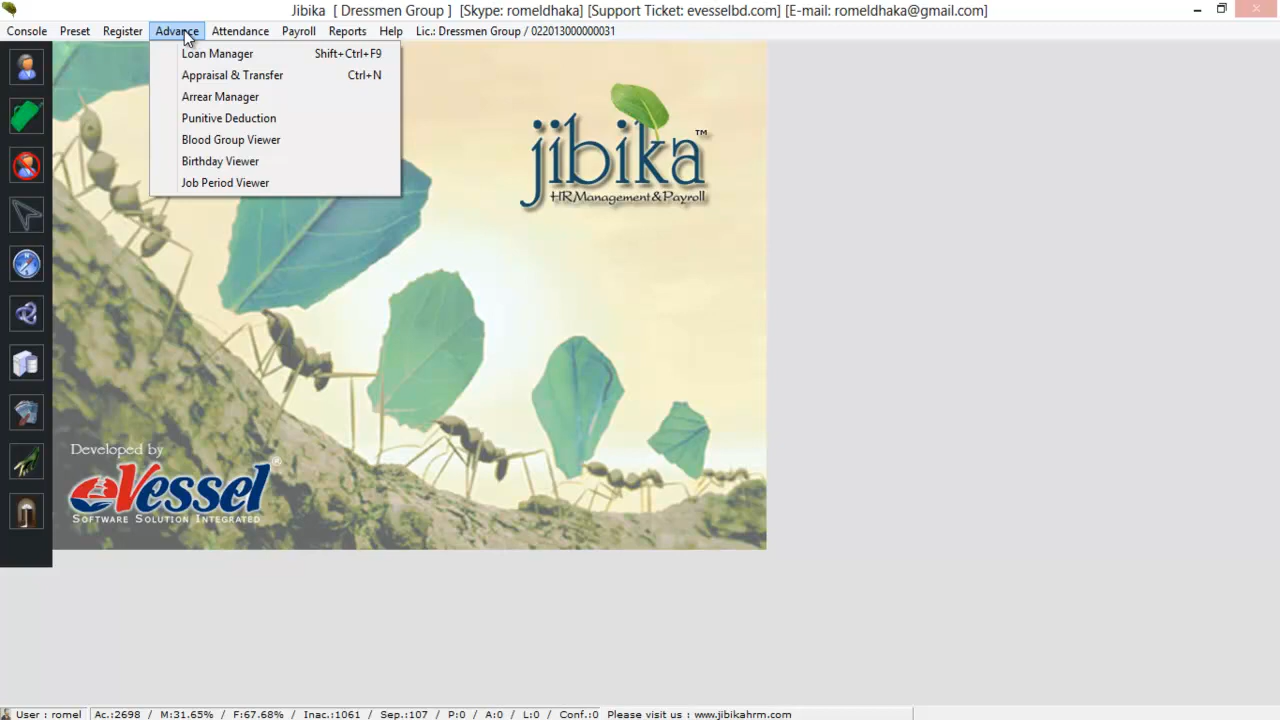 Jibika [ Dressmen Group ] [Skype: romeldhaka] [Support Ticket: evesselbd.com] [E-mail: romeldhaka@gmail.com]
Console Preset Register Advance Attendance Payroll Reports Help Lic.: Dressmen Group / 022013000000031
Loan Manager Shift+Ctrl+F9
Appraisal & Transfer Ctrl+N
Arrear Manager
Punitive Deduction
Blood Group Viewer
Birthday Viewer
Job Period Viewer
jibika™
HRManagement&Payroll
Developed by
eVessel®
Software Solution Integrated
User : romel Ac.:2698 / M:31.65% / F:67.68% / Inac.:1061 / Sep.:107 / P:0 / A:0 / L:0 / Conf.:0 Please visit us : www.jibikahrm.com